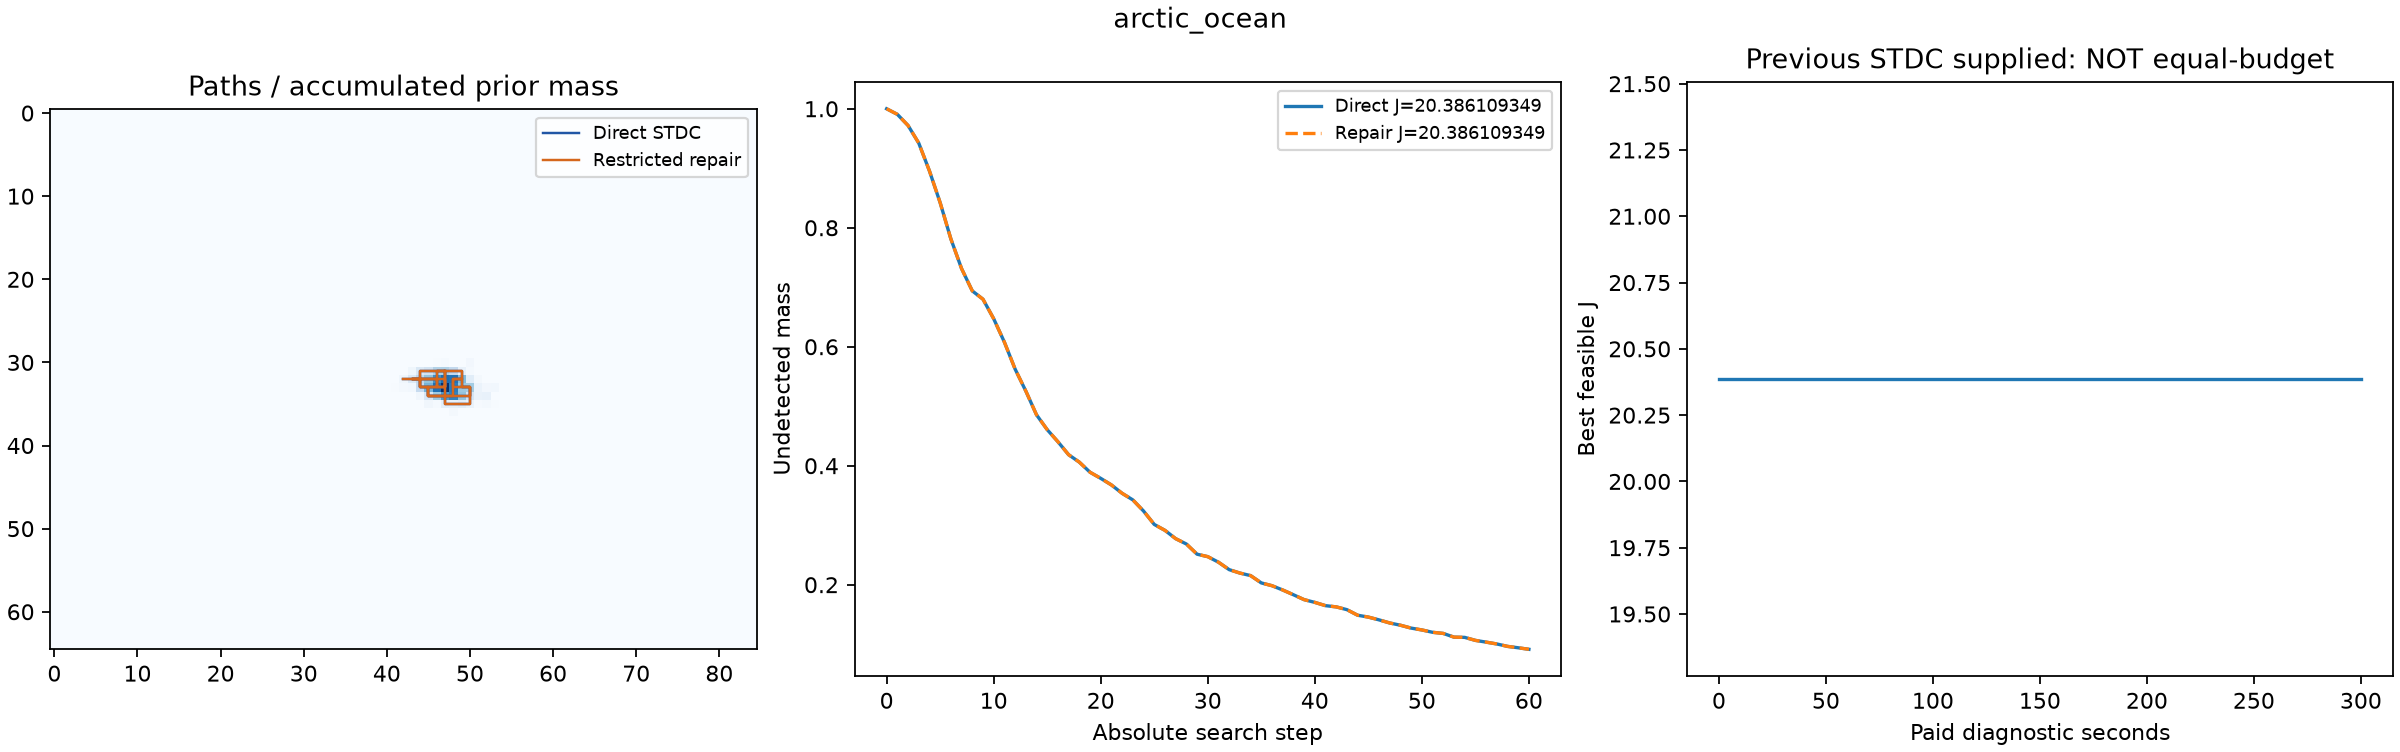 arctic_ocean
Paths / accumulated prior mass
Direct STDC
Restricted repair
0
10
20
30
40
50
60
0 10 20 30 40 50 60 70 80
Direct J=20.386109349
Repair J=20.386109349
Undetected mass
1.0
0.8
0.6
0.4
0.2
0 10 20 30 40 50 60
Absolute search step
Previous STDC supplied: NOT equal-budget
Best feasible J
21.50
21.25
21.00
20.75
20.50
20.25
20.00
19.75
19.50
0 50 100 150 200 250 300
Paid diagnostic seconds